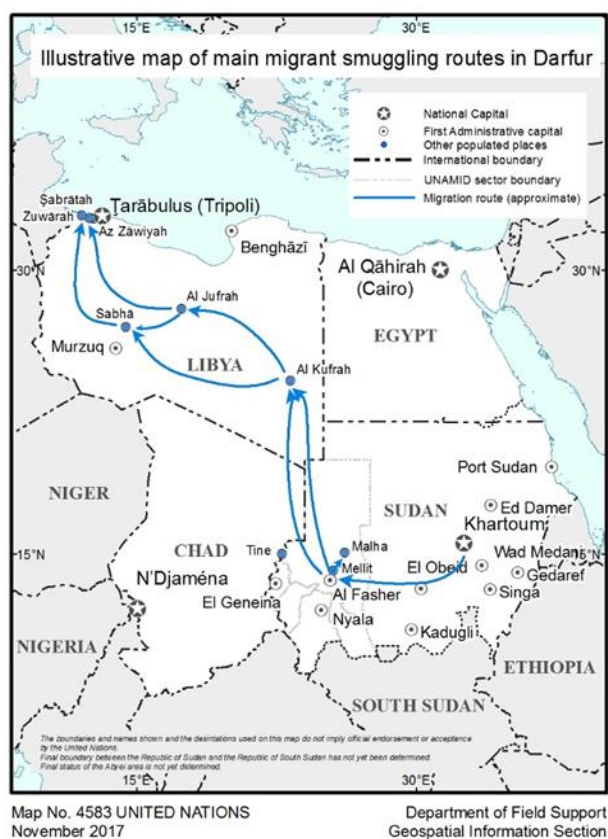 15°E
30°E
Illustrative map of main migrant smuggling routes in Darfur
National Capital
First Administrative capital
Other populated places
International boundary
UNAMID sector boundary
Migration route (approximate)
Şabrātah
Zuwārah
Ţarābulus (Tripoli)
Az Zāwiyah
Benghāzī
30°N
30°N
Al Qāhirah
(Cairo)
Al Jufrah
Sabhā
Murzuq
LIBYA
EGYPT
Al Kufrah
Port Sudan
NIGER
SUDAN
Ed Damer
Khartoum
15°N
CHAD
Tine
Malha
Mellit
El Obeid
Wad Medani
15°N
Gedaref
N'Djaména
El Geneina
Al Fasher
Singa
Nyala
Kadugli
NIGERIA
ETHIOPIA
SOUTH SUDAN
The boundaries and names shown and the designations used on this map do not imply official endorsement or acceptance
by the United Nations.
Final boundary between the Republic of Sudan and the Republic of South Sudan has not yet been determined.
Final status of the Abyei area is not yet determined.
15°E
30°E
Map No. 4583 UNITED NATIONS
November 2017
Department of Field Support
Geospatial Information Section